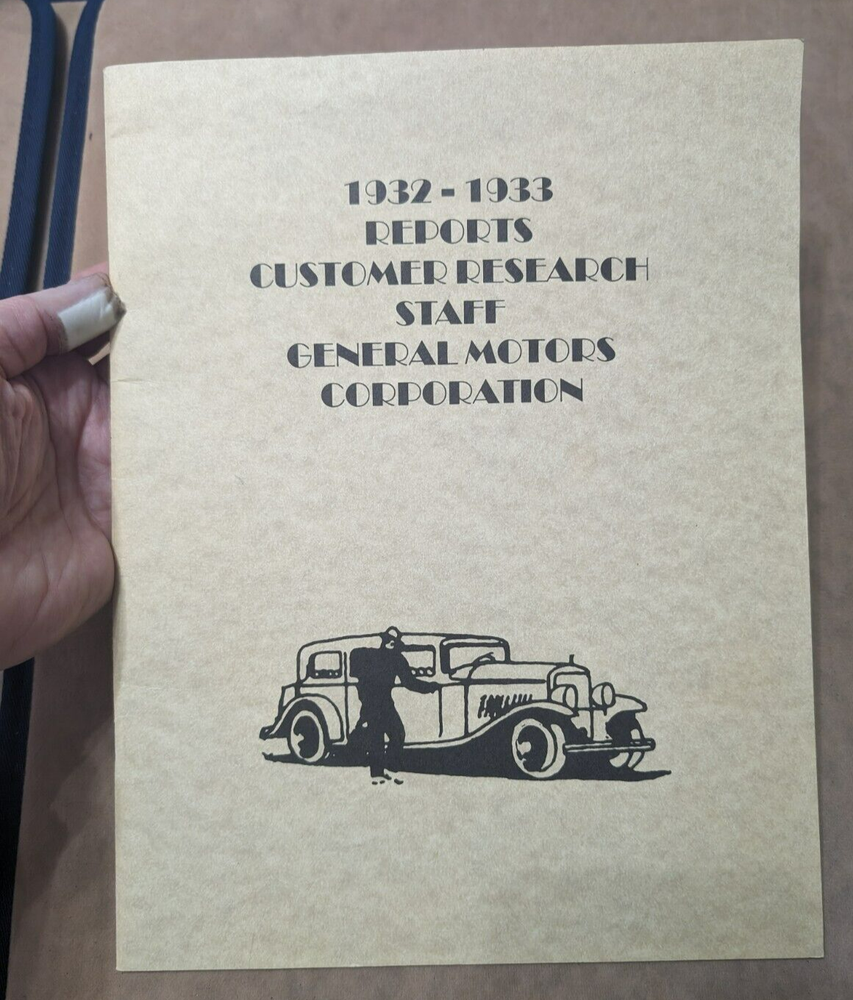 1932 - 1933
REPORTS
CUSTOMER RESEARCH
STAFF
GENERAL MOTORS
CORPORATION